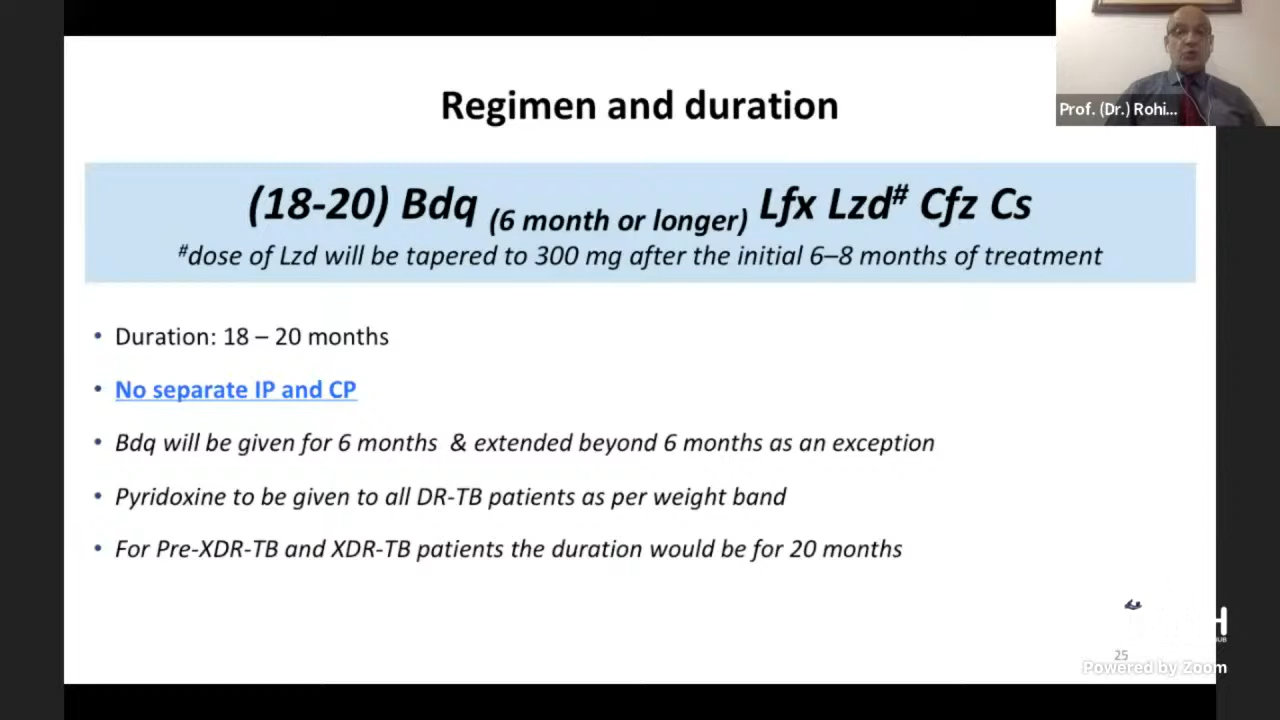 Prof. (Dr.) Rohi...
Regimen and duration
(18-20) Bdq (6 month or longer) Lfx Lzd# Cfz Cs
#dose of Lzd will be tapered to 300 mg after the initial 6–8 months of treatment
• Duration: 18 – 20 months
• No separate IP and CP
• Bdq will be given for 6 months & extended beyond 6 months as an exception
• Pyridoxine to be given to all DR-TB patients as per weight band
• For Pre-XDR-TB and XDR-TB patients the duration would be for 20 months
25
Powered by Zoom